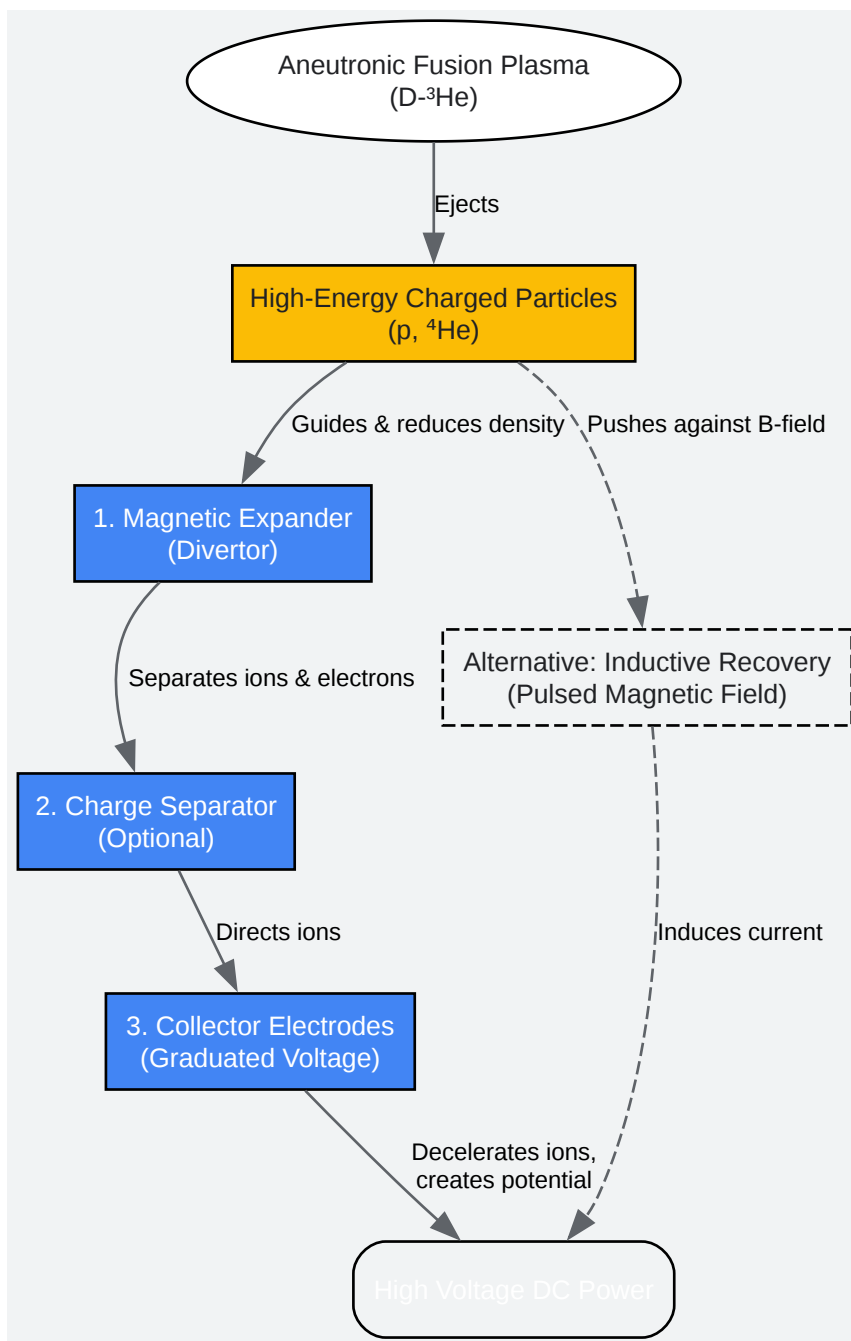 Aneutronic Fusion Plasma
(D-³He)
Ejects
High-Energy Charged Particles
(p, ⁴He)
Guides & reduces density
Pushes against B-field
1. Magnetic Expander
(Divertor)
Alternative: Inductive Recovery
(Pulsed Magnetic Field)
Separates ions & electrons
2. Charge Separator
(Optional)
Directs ions
Induces current
3. Collector Electrodes
(Graduated Voltage)
Decelerates ions,
creates potential
High Voltage DC Power